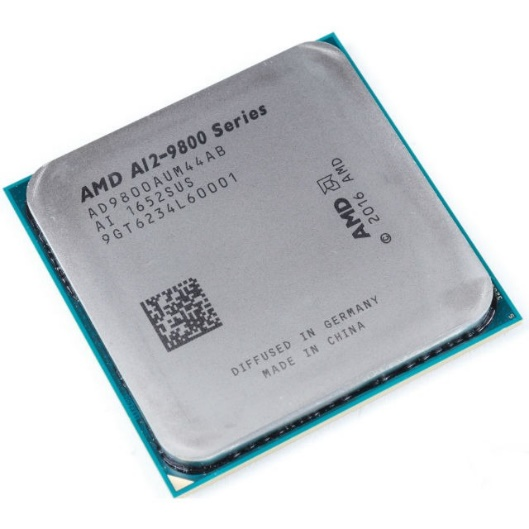 AMD A12-9800 Series
AD9800AUM44AB
AI 1652SUS
9GT6234L60001
AMD
© 2016 AMD
DIFFUSED IN GERMANY
MADE IN CHINA